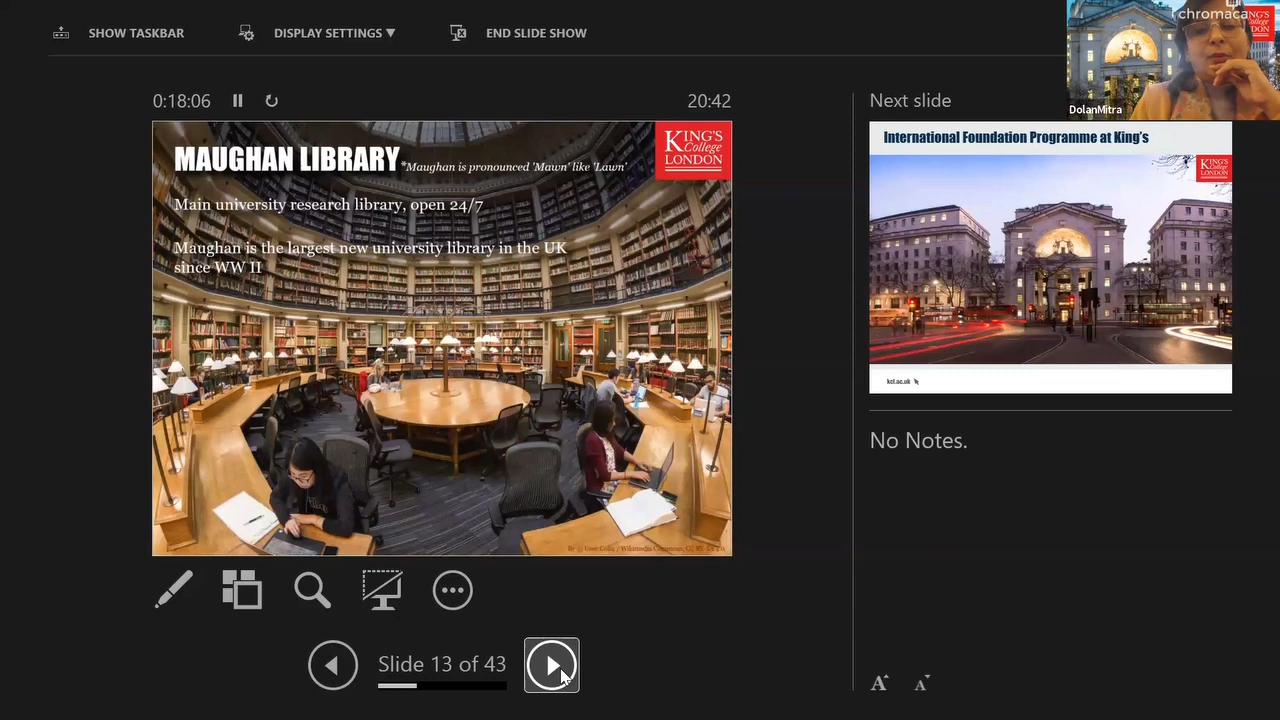 SHOW TASKBAR
DISPLAY SETTINGS ▼
END SLIDE SHOW
chromaca
DolanMitra
0:18:06
20:42
MAUGHAN LIBRARY *Maughan is pronounced 'Mawn' like 'Lawn'
KING'S
College
LONDON
Main university research library, open 24/7
Maughan is the largest new university library in the UK
since WW II
Slide 13 of 43
Next slide
International Foundation Programme at King's
KING'S
College
LONDON
kcl.ac.uk
No Notes.
A A